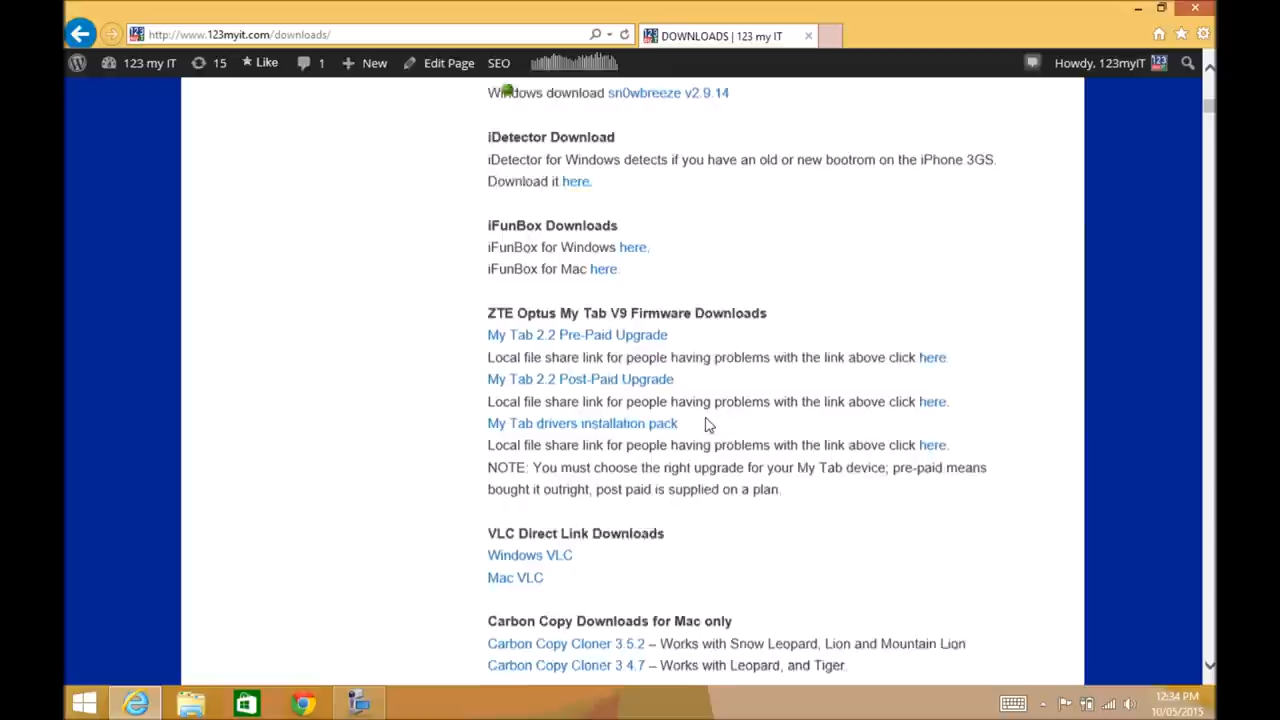 http://www.123myit.com/downloads/
DOWNLOADS | 123 my IT
123 my IT
15
Like
1
New
Edit Page
SEO
Howdy, 123myIT
Windows download sn0wbreeze v2.9.14
iDetector Download
iDetector for Windows detects if you have an old or new bootrom on the iPhone 3GS.
Download it here.
iFunBox Downloads
iFunBox for Windows here.
iFunBox for Mac here.
ZTE Optus My Tab V9 Firmware Downloads
My Tab 2.2 Pre-Paid Upgrade
Local file share link for people having problems with the link above click here.
My Tab 2.2 Post-Paid Upgrade
Local file share link for people having problems with the link above click here.
My Tab drivers installation pack
Local file share link for people having problems with the link above click here.
NOTE: You must choose the right upgrade for your My Tab device; pre-paid means
bought it outright, post paid is supplied on a plan.
VLC Direct Link Downloads
Windows VLC
Mac VLC
Carbon Copy Downloads for Mac only
Carbon Copy Cloner 3.5.2 – Works with Snow Leopard, Lion and Mountain Lion
Carbon Copy Cloner 3.4.7 – Works with Leopard, and Tiger.
12:34 PM
10/05/2015